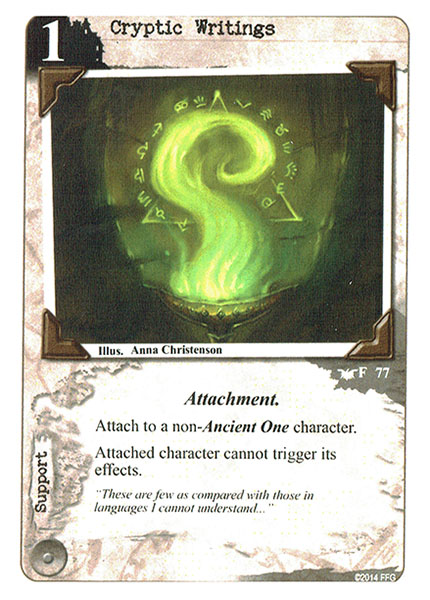 1
Cryptic Writings
Illus. Anna Christenson
F 77
Attachment.
Attach to a non-Ancient One character.
Attached character cannot trigger its
effects.
"These are few as compared with those in
languages I cannot understand..."
Support
©2014 FFG